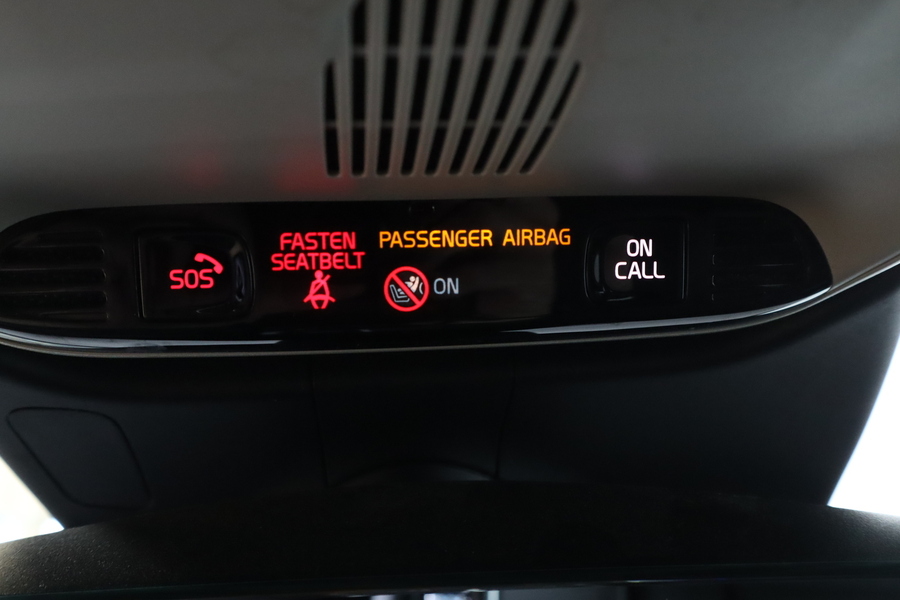 SOS
FASTEN
SEATBELT
PASSENGER AIRBAG
ON
ON
CALL